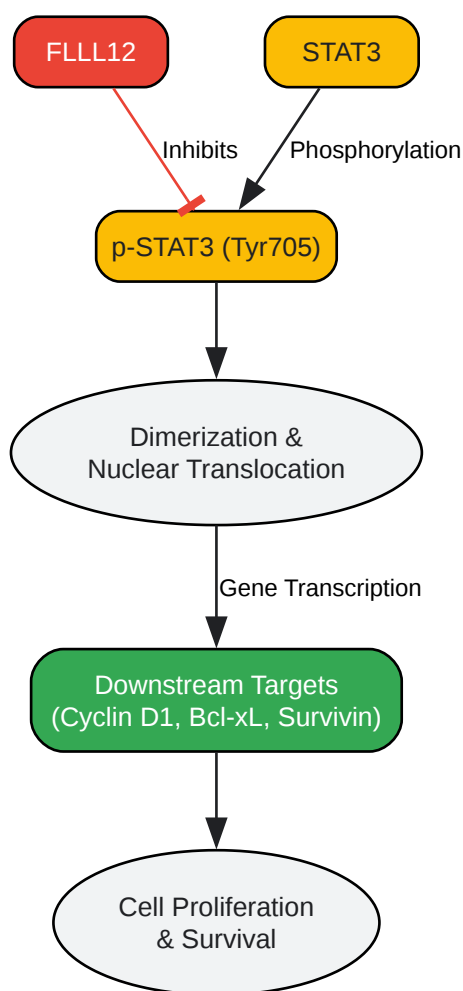 FLLL12
STAT3
Inhibits
Phosphorylation
p-STAT3 (Tyr705)
Dimerization &
Nuclear Translocation
Gene Transcription
Downstream Targets
(Cyclin D1, Bcl-xL, Survivin)
Cell Proliferation
& Survival